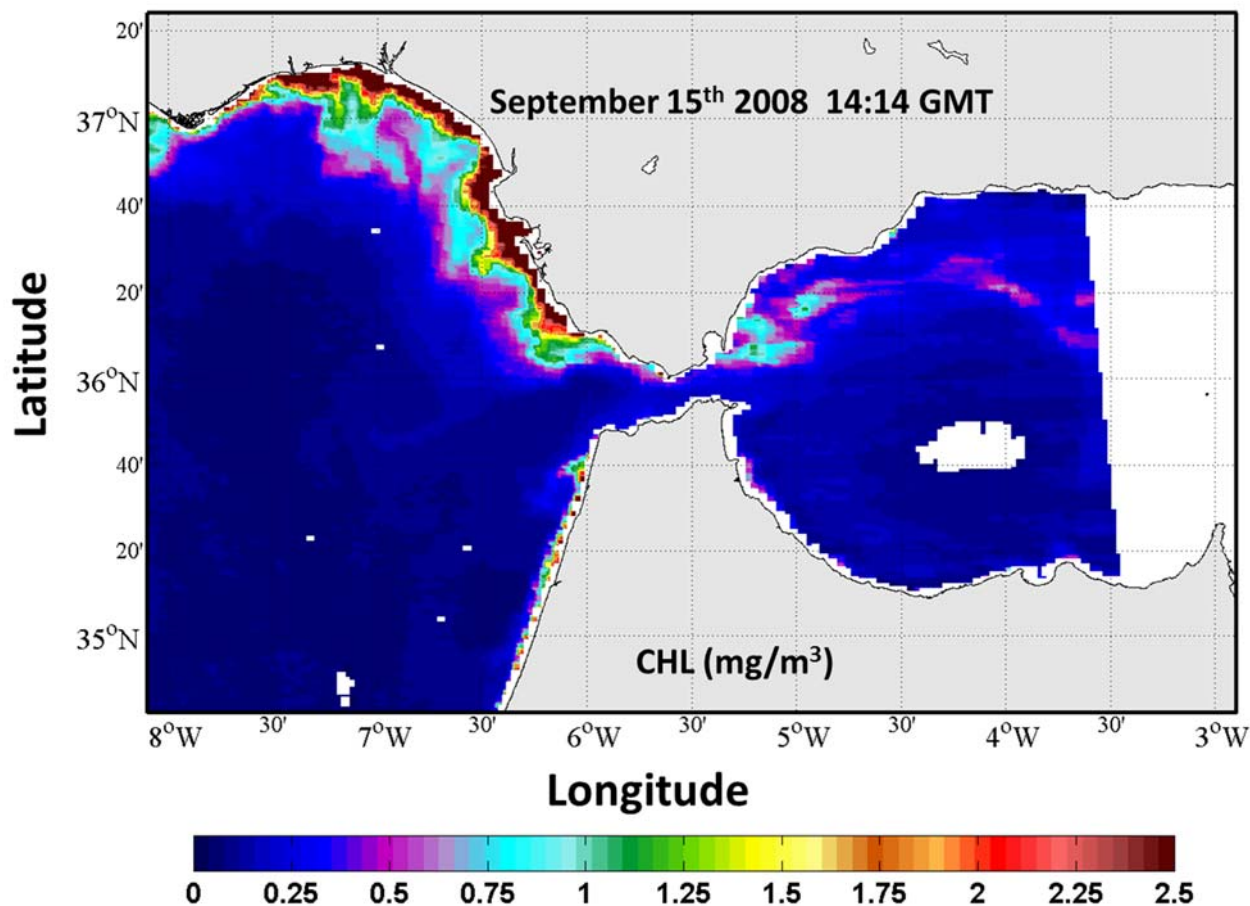 20'
September 15th 2008 14:14 GMT
37°N
40'
20'
36°N
40'
20'
35°N
CHL (mg/m3)
8°W 30' 7°W 30' 6°W 30' 5°W 30' 4°W 30' 3°W
Latitude
Longitude
0 0.25 0.5 0.75 1 1.25 1.5 1.75 2 2.25 2.5